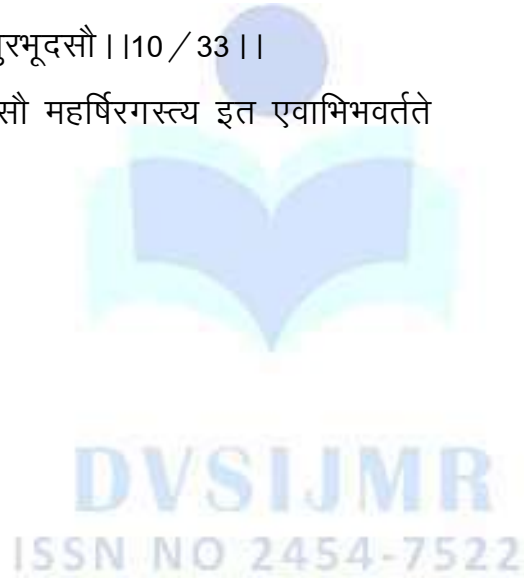 ुरभूदसौ।।10/33।।
सौ महर्षिरगस्त्य इत एवाभिभवर्तते
DVSIJMR
ISSN NO 2454-7522